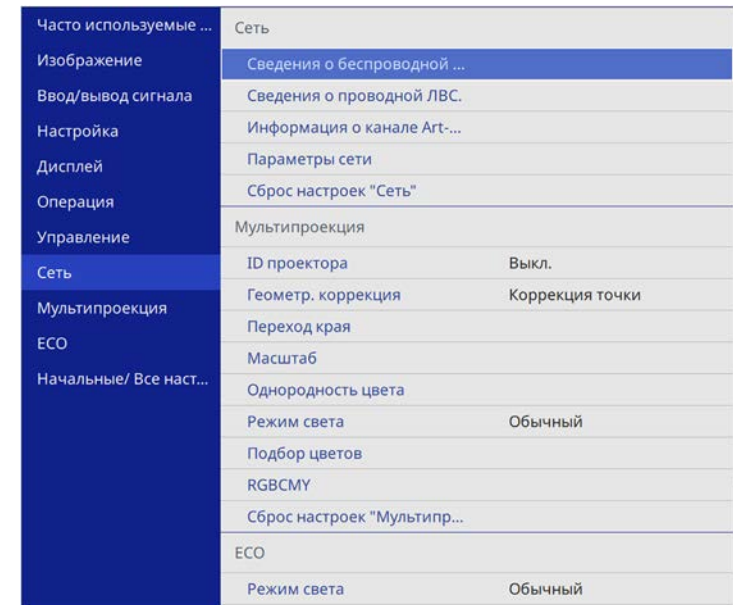 Часто используемые ...
Изображение
Ввод/вывод сигнала
Настройка
Дисплей
Операция
Управление
Сеть
Мультипроекция
ECO
Начальные/ Все наст...
Сеть
Сведения о беспроводной ...
Сведения о проводной ЛВС.
Информация о канале Art-...
Параметры сети
Сброс настроек "Сеть"
Мультипроекция
ID проектора Выкл.
Геометр. коррекция Коррекция точки
Переход края
Масштаб
Однородность цвета
Режим света Обычный
Подбор цветов
RGBCMY
Сброс настроек "Мультипр...
ECO
Режим света Обычный